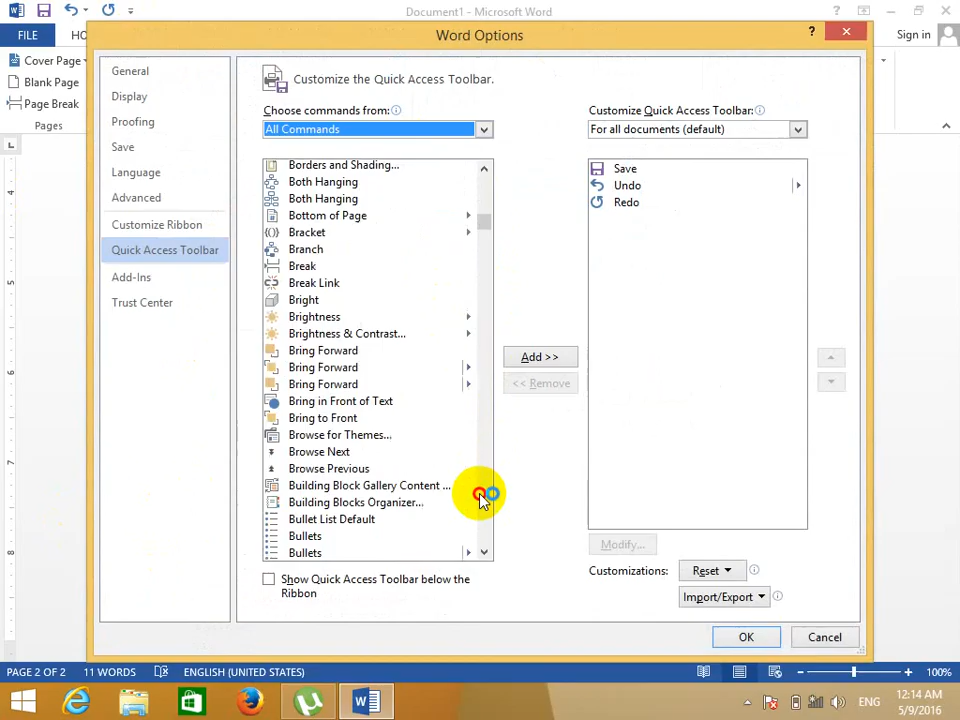 Document1 - Microsoft Word
FILE
HO
Sign in
Cover Page
Blank Page
Page Break
Pages
Word Options
General
Display
Proofing
Save
Language
Advanced
Customize Ribbon
Quick Access Toolbar
Add-Ins
Trust Center
Customize the Quick Access Toolbar.
Choose commands from:
All Commands
Borders and Shading...
Both Hanging
Both Hanging
Bottom of Page
Bracket
Branch
Break
Break Link
Bright
Brightness
Brightness & Contrast...
Bring Forward
Bring Forward
Bring Forward
Bring in Front of Text
Bring to Front
Browse for Themes...
Browse Next
Browse Previous
Building Block Gallery Content ...
Building Blocks Organizer...
Bullet List Default
Bullets
Bullets
Show Quick Access Toolbar below the
Ribbon
Add >>
<< Remove
Customize Quick Access Toolbar:
For all documents (default)
Save
Undo
Redo
Modify...
Customizations:
Reset
Import/Export
OK
Cancel
4
5
6
7
8
PAGE 2 OF 2
11 WORDS
ENGLISH (UNITED STATES)
100%
ENG
12:14 AM
5/9/2016